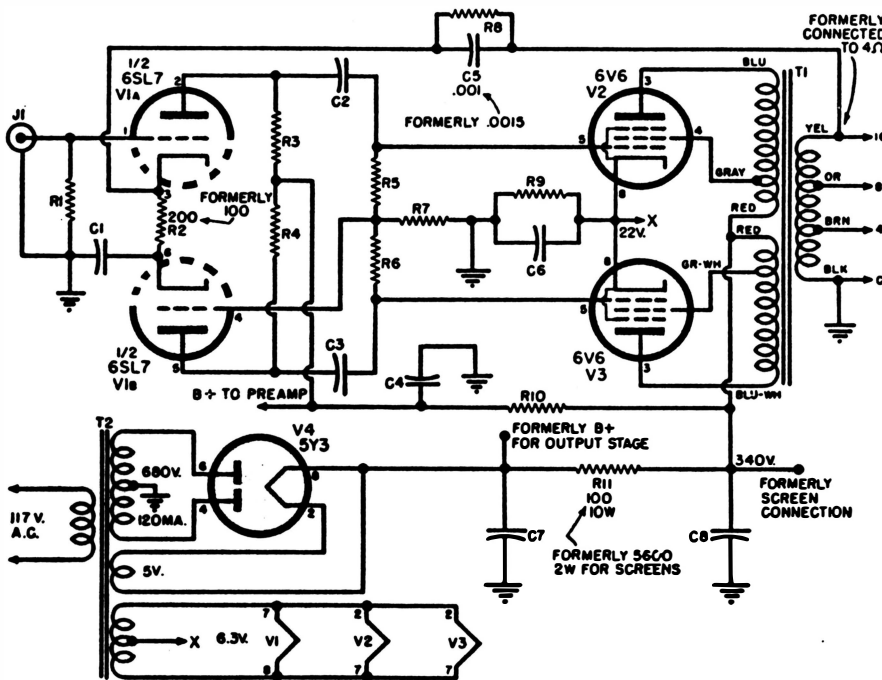 R8
FORMERLY
CONNECTED
TO 4Ω
C5
.001
FORMERLY .0015
1/2
6SL7
V1A
2
C2
6V6
V2
3
BLU
T1
J1
1
R3
5
4
YEL
3
FORMERLY
100
200
R2
R5
6
GRAY
OR
8
R1
R9
RED
BRN
4
C1
6
R4
R7
X
22V.
RED
C6
R6
8
GR-WH
BLK
4
5
1/2
6SL7
V1B
5
C3
6V6
V3
3
C4
BLU-WH
B+ TO PREAMP
R10
T2
V4
5Y3
FORMERLY B+
FOR OUTPUT STAGE
6
680V.
8
340V.
R11
100
10W
FORMERLY
SCREEN
CONNECTION
117 V.
A.C.
120MA.
4
2
C7
C8
5V.
FORMERLY 5600
2W FOR SCREENS
7
2
2
X
6.3V.
V1
V2
V3
8
7
7